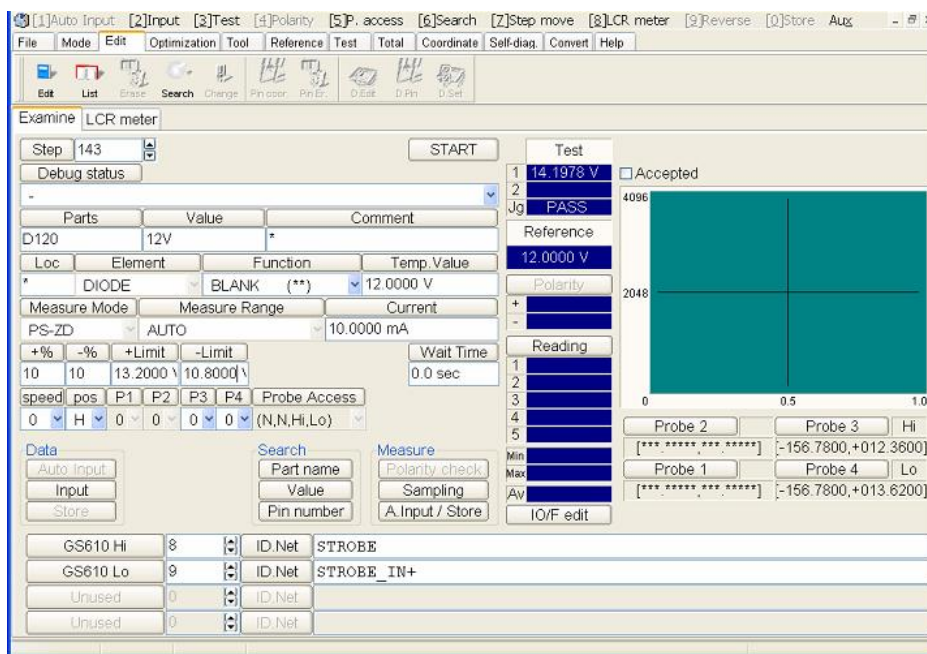 [1]Auto Input [2]Input [3]Test [4]Polarity [5]P. access [6]Search [7]Step move [8]LCR meter [9]Reverse [0]Store Aux
File Mode Edit Optimization Tool Reference Test Total Coordinate Self-diag. Convert Help
Edit List Erase Search Change Pin coor. Pin Er. D.Edit D.Pin D.Set
Examine LCR meter
Step 143 START Test
Debug status 1 14.1978 V Accepted
- 2 4096
Parts Value Comment Jg PASS
D120 12V * Reference
Loc Element Function Temp.Value 12.0000 V
* DIODE BLANK (**) 12.0000 V Polarity
Measure Mode Measure Range Current + 2048
PS-ZD AUTO 10.0000 mA -
+% -% +Limit -Limit Wait Time Reading
10 10 13.2000 V 10.8000 V 0.0 sec 1
2
speed pos P1 P2 P3 P4 Probe Access 3 0 0.5 1.0
0 H 0 0 0 0 (N,N,Hi,Lo) 4 Probe 2 Probe 3 Hi
5 [***.*****,***.*****] [-156.7800,+012.3600]
Data Search Measure Min
Auto Input Part name Polarity check Max Probe 1 Probe 4 Lo
Input Value Sampling Av [***.*****,***.*****] [-156.7800,+013.6200]
Store Pin number A.Input / Store IO/F edit
GS610 Hi 8 ID.Net STROBE
GS610 Lo 9 ID.Net STROBE_IN+
Unused 0 ID.Net
Unused 0 ID.Net